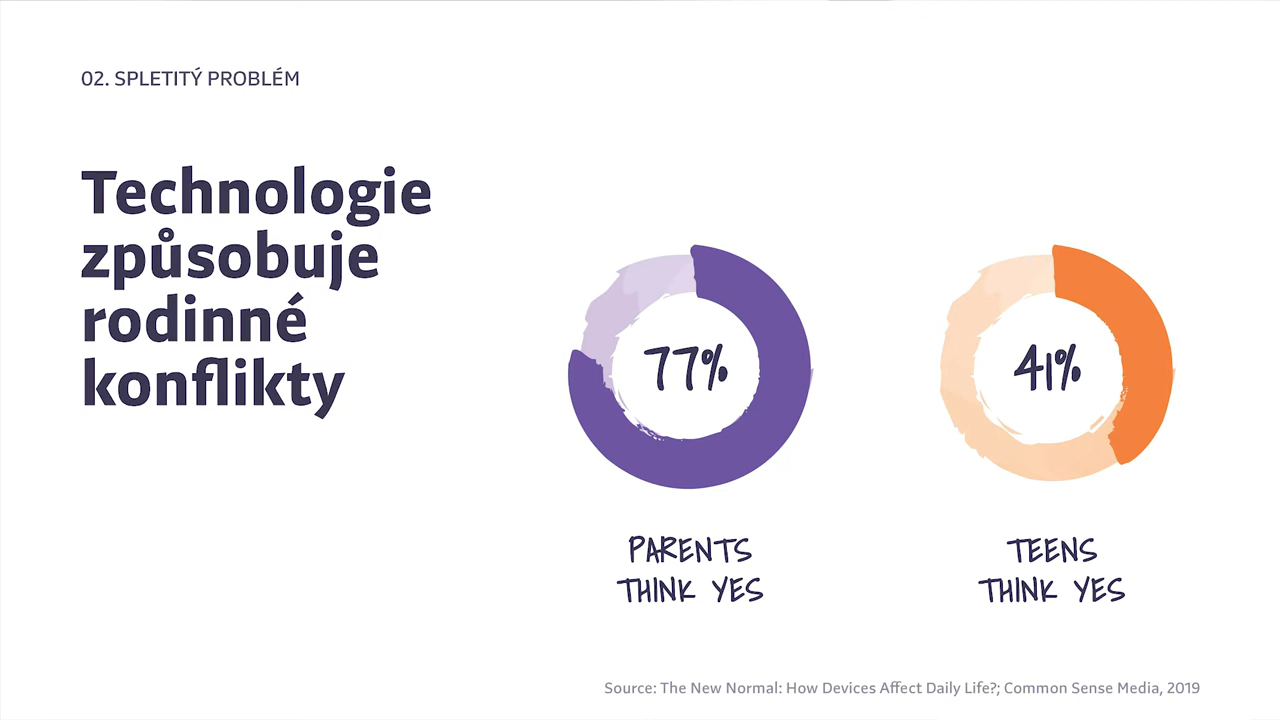 02. SPLETITÝ PROBLÉM
Technologie
způsobuje
rodinné
konflikty
77%
41%
PARENTS
THINK YES
TEENS
THINK YES
Source: The New Normal: How Devices Affect Daily Life?; Common Sense Media, 2019